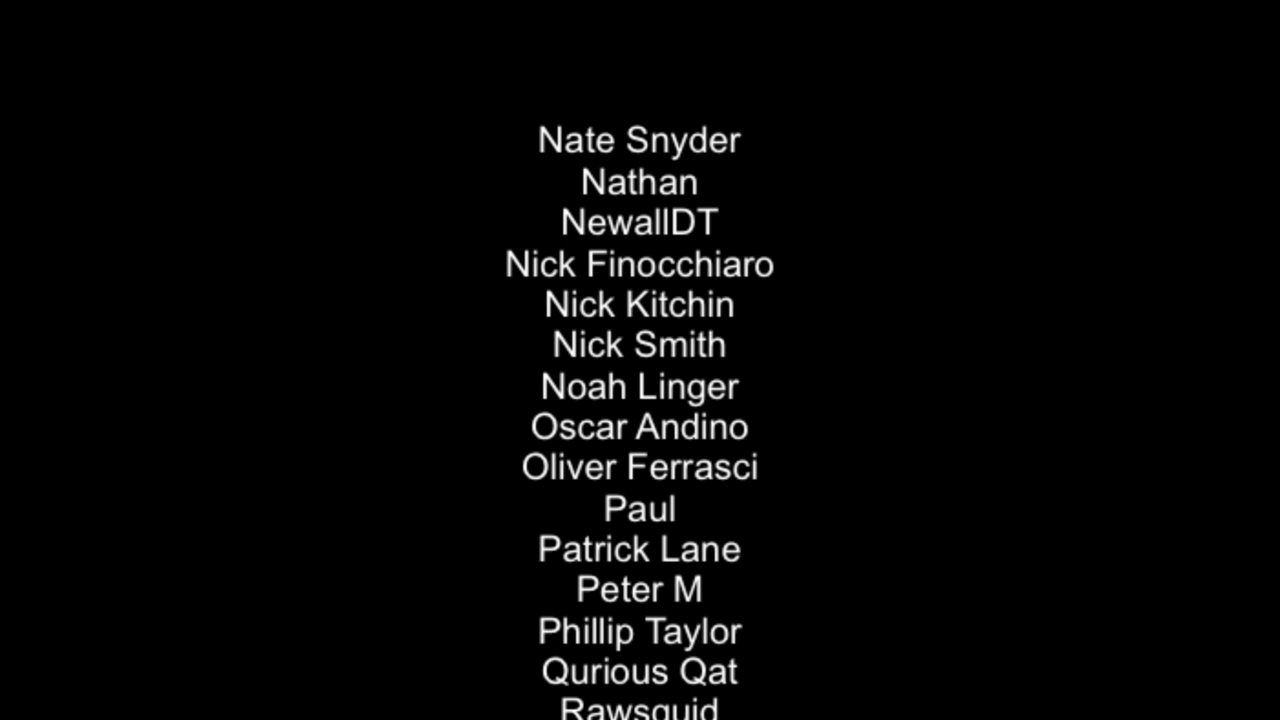 Nate Snyder
Nathan
NewallDT
Nick Finocchiaro
Nick Kitchin
Nick Smith
Noah Linger
Oscar Andino
Oliver Ferrasci
Paul
Patrick Lane
Peter M
Phillip Taylor
Qurious Qat
Rawsquid